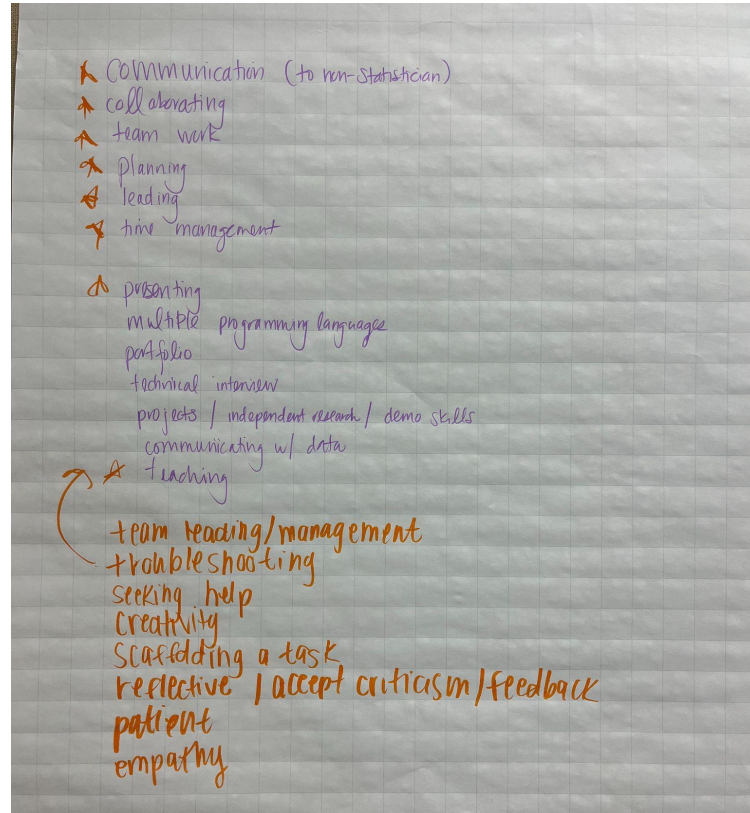 communication (to non-statistician)
collaborating
team work
planning
leading
time management
presenting
multiple programming languages
portfolio
technical interview
projects / independent research / demo skills
communicating w/ data
teaching
team leading/management
troubleshooting
seeking help
creativity
scaffolding a task
reflective / accept criticism/feedback
patient
empathy